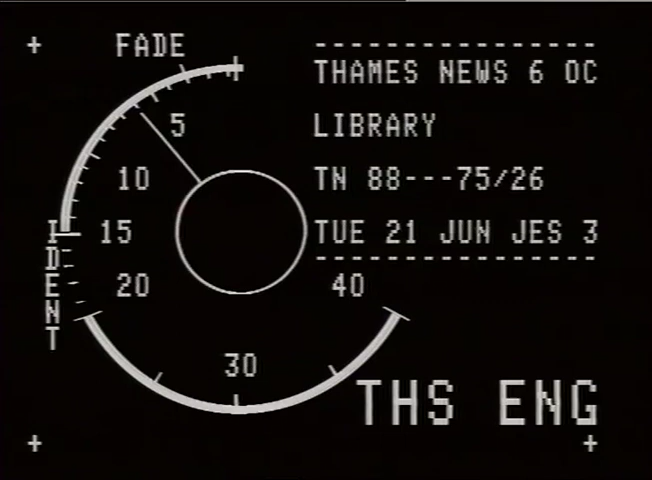 + FADE
---------------
THAMES NEWS 6 OC
5
LIBRARY
10
TN 88---75/26
IDENT
15
TUE 21 JUN JES 3
---------------
20
40
30
THS ENG
+
+